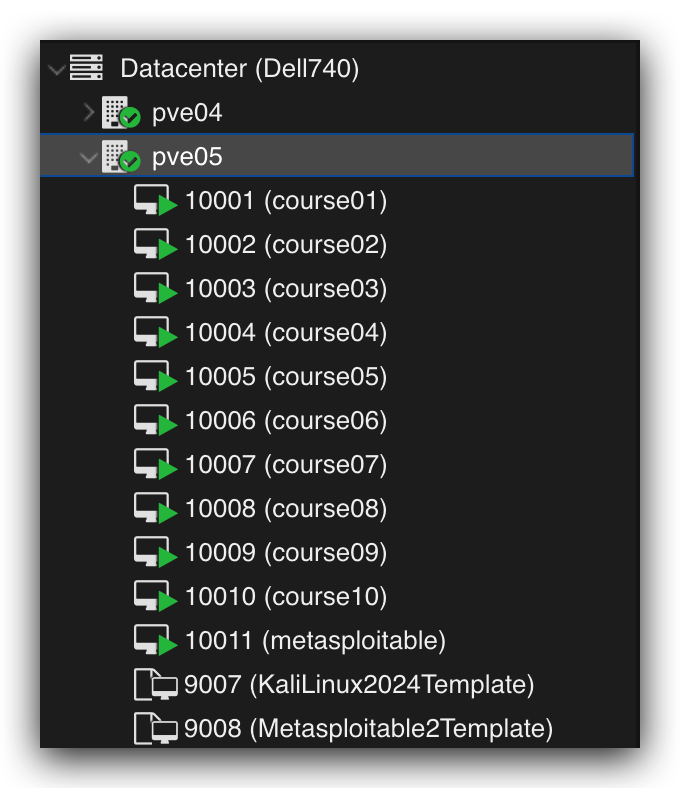 Datacenter (Dell740)
pve04
pve05
10001 (course01)
10002 (course02)
10003 (course03)
10004 (course04)
10005 (course05)
10006 (course06)
10007 (course07)
10008 (course08)
10009 (course09)
10010 (course10)
10011 (metasploitable)
9007 (KaliLinux2024Template)
9008 (Metasploitable2Template)